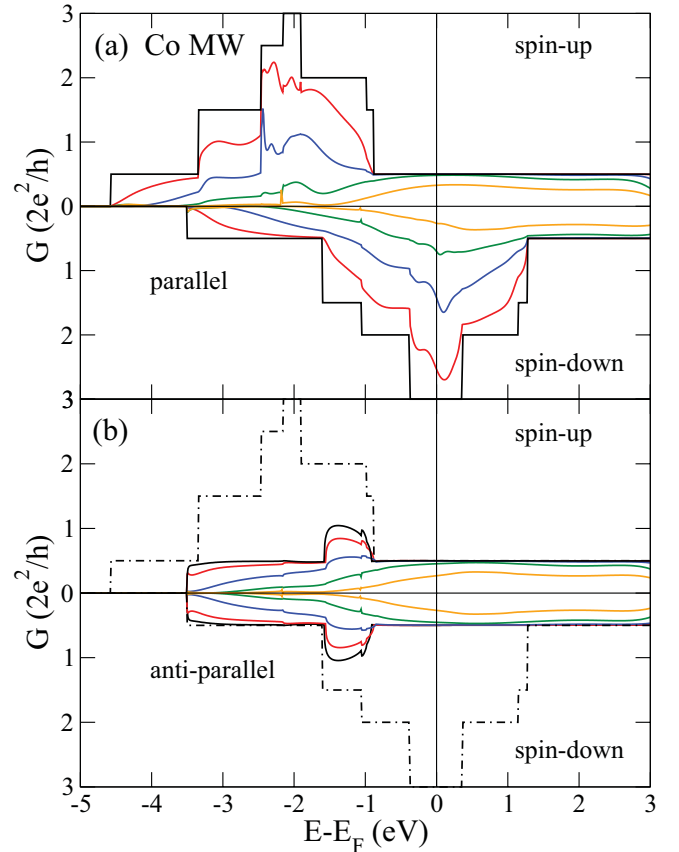 3
(a) Co MW
spin-up
2
1
0
G (2e²/h)
1
parallel
2
spin-down
3
3
(b)
spin-up
2
1
0
G (2e²/h)
1
anti-parallel
2
spin-down
3
-5 -4 -3 -2 -1 0 1 2 3
E-E_F (eV)